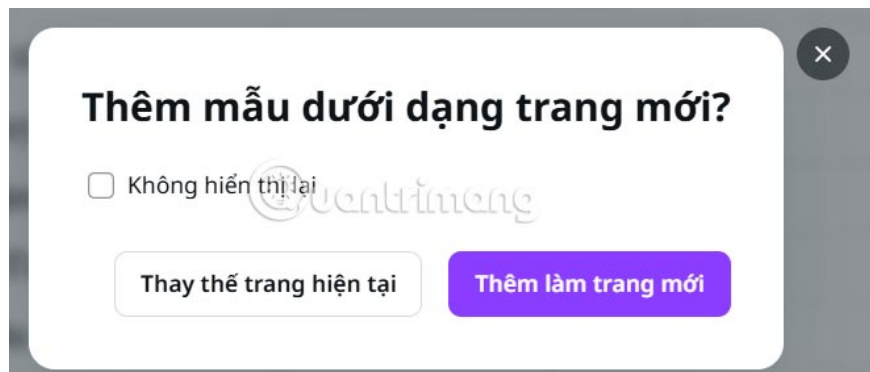 Thêm mẫu dưới dạng trang mới?
Không hiển thị lại
Quantrimang
Thay thế trang hiện tại
Thêm làm trang mới